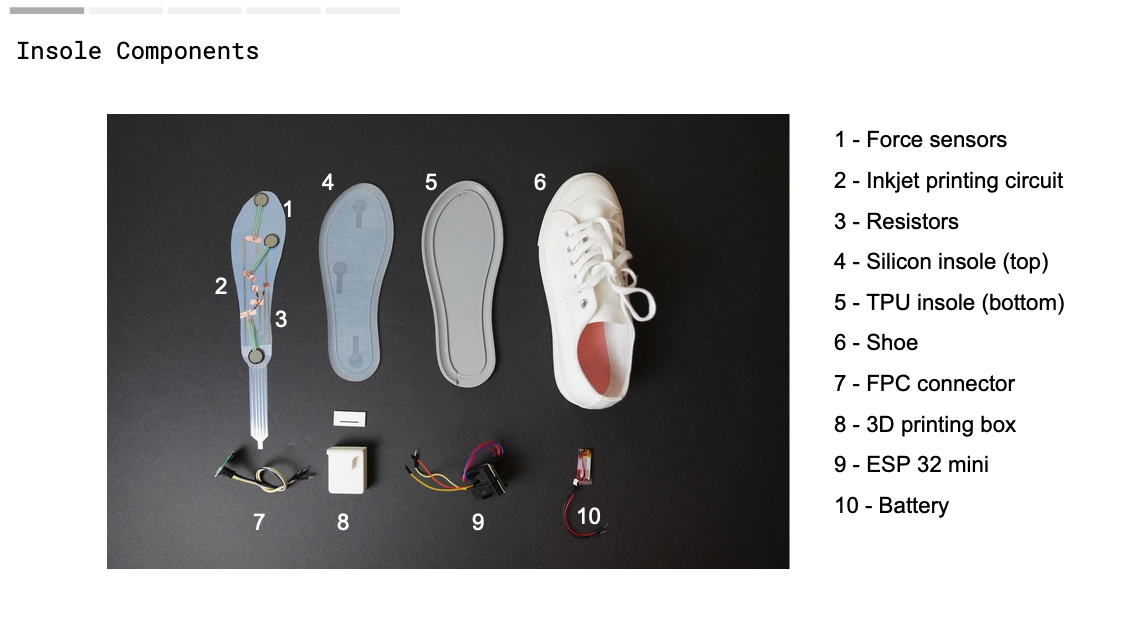 Insole Components
1
2
3
4
5
6
7
8
9
10
1 - Force sensors
2 - Inkjet printing circuit
3 - Resistors
4 - Silicon insole (top)
5 - TPU insole (bottom)
6 - Shoe
7 - FPC connector
8 - 3D printing box
9 - ESP 32 mini
10 - Battery